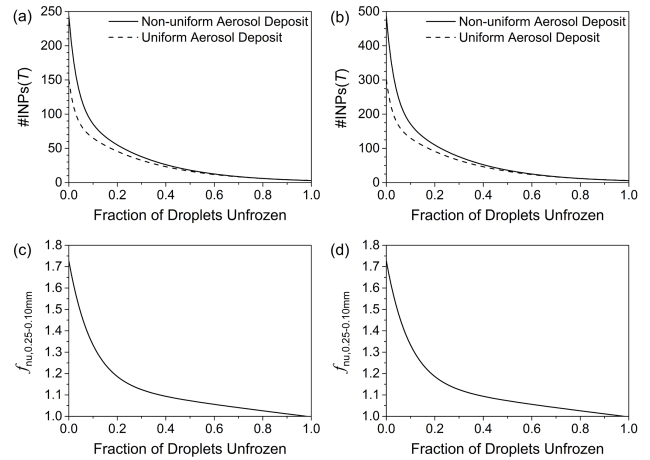 (a)
250
200
150
100
50
0
#INPs(T)
Non-uniform Aerosol Deposit
Uniform Aerosol Deposit
0.0 0.2 0.4 0.6 0.8 1.0
Fraction of Droplets Unfrozen
(b)
500
400
300
200
100
0
#INPs(T)
Non-uniform Aerosol Deposit
Uniform Aerosol Deposit
0.0 0.2 0.4 0.6 0.8 1.0
Fraction of Droplets Unfrozen
(c)
1.8
1.7
1.6
1.5
1.4
1.3
1.2
1.1
1.0
fnu,0.25-0.10mm
0.0 0.2 0.4 0.6 0.8 1.0
Fraction of Droplets Unfrozen
(d)
1.8
1.7
1.6
1.5
1.4
1.3
1.2
1.1
1.0
fnu,0.25-0.10mm
0.0 0.2 0.4 0.6 0.8 1.0
Fraction of Droplets Unfrozen